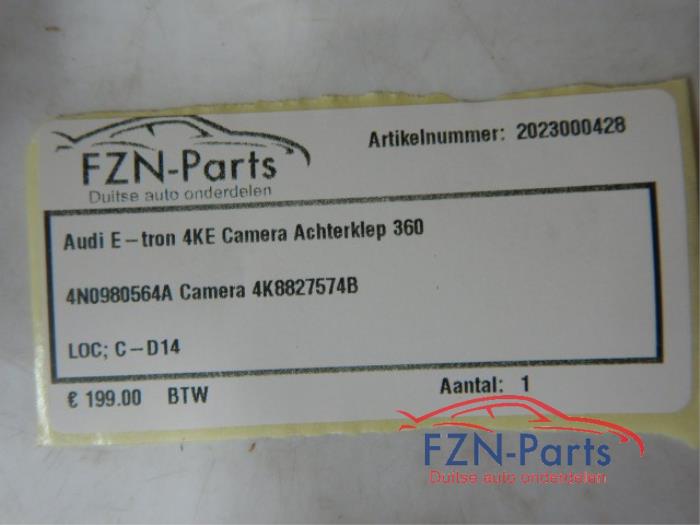 FZN-Parts
Duitse auto onderdelen
Artikelnummer: 2023000428
Audi E-tron 4KE Camera Achterklep 360
4N0980564A Camera 4K8827574B
LOC; C-D14
€ 199.00 BTW
Aantal: 1
FZN-Parts
Duitse auto onderdelen